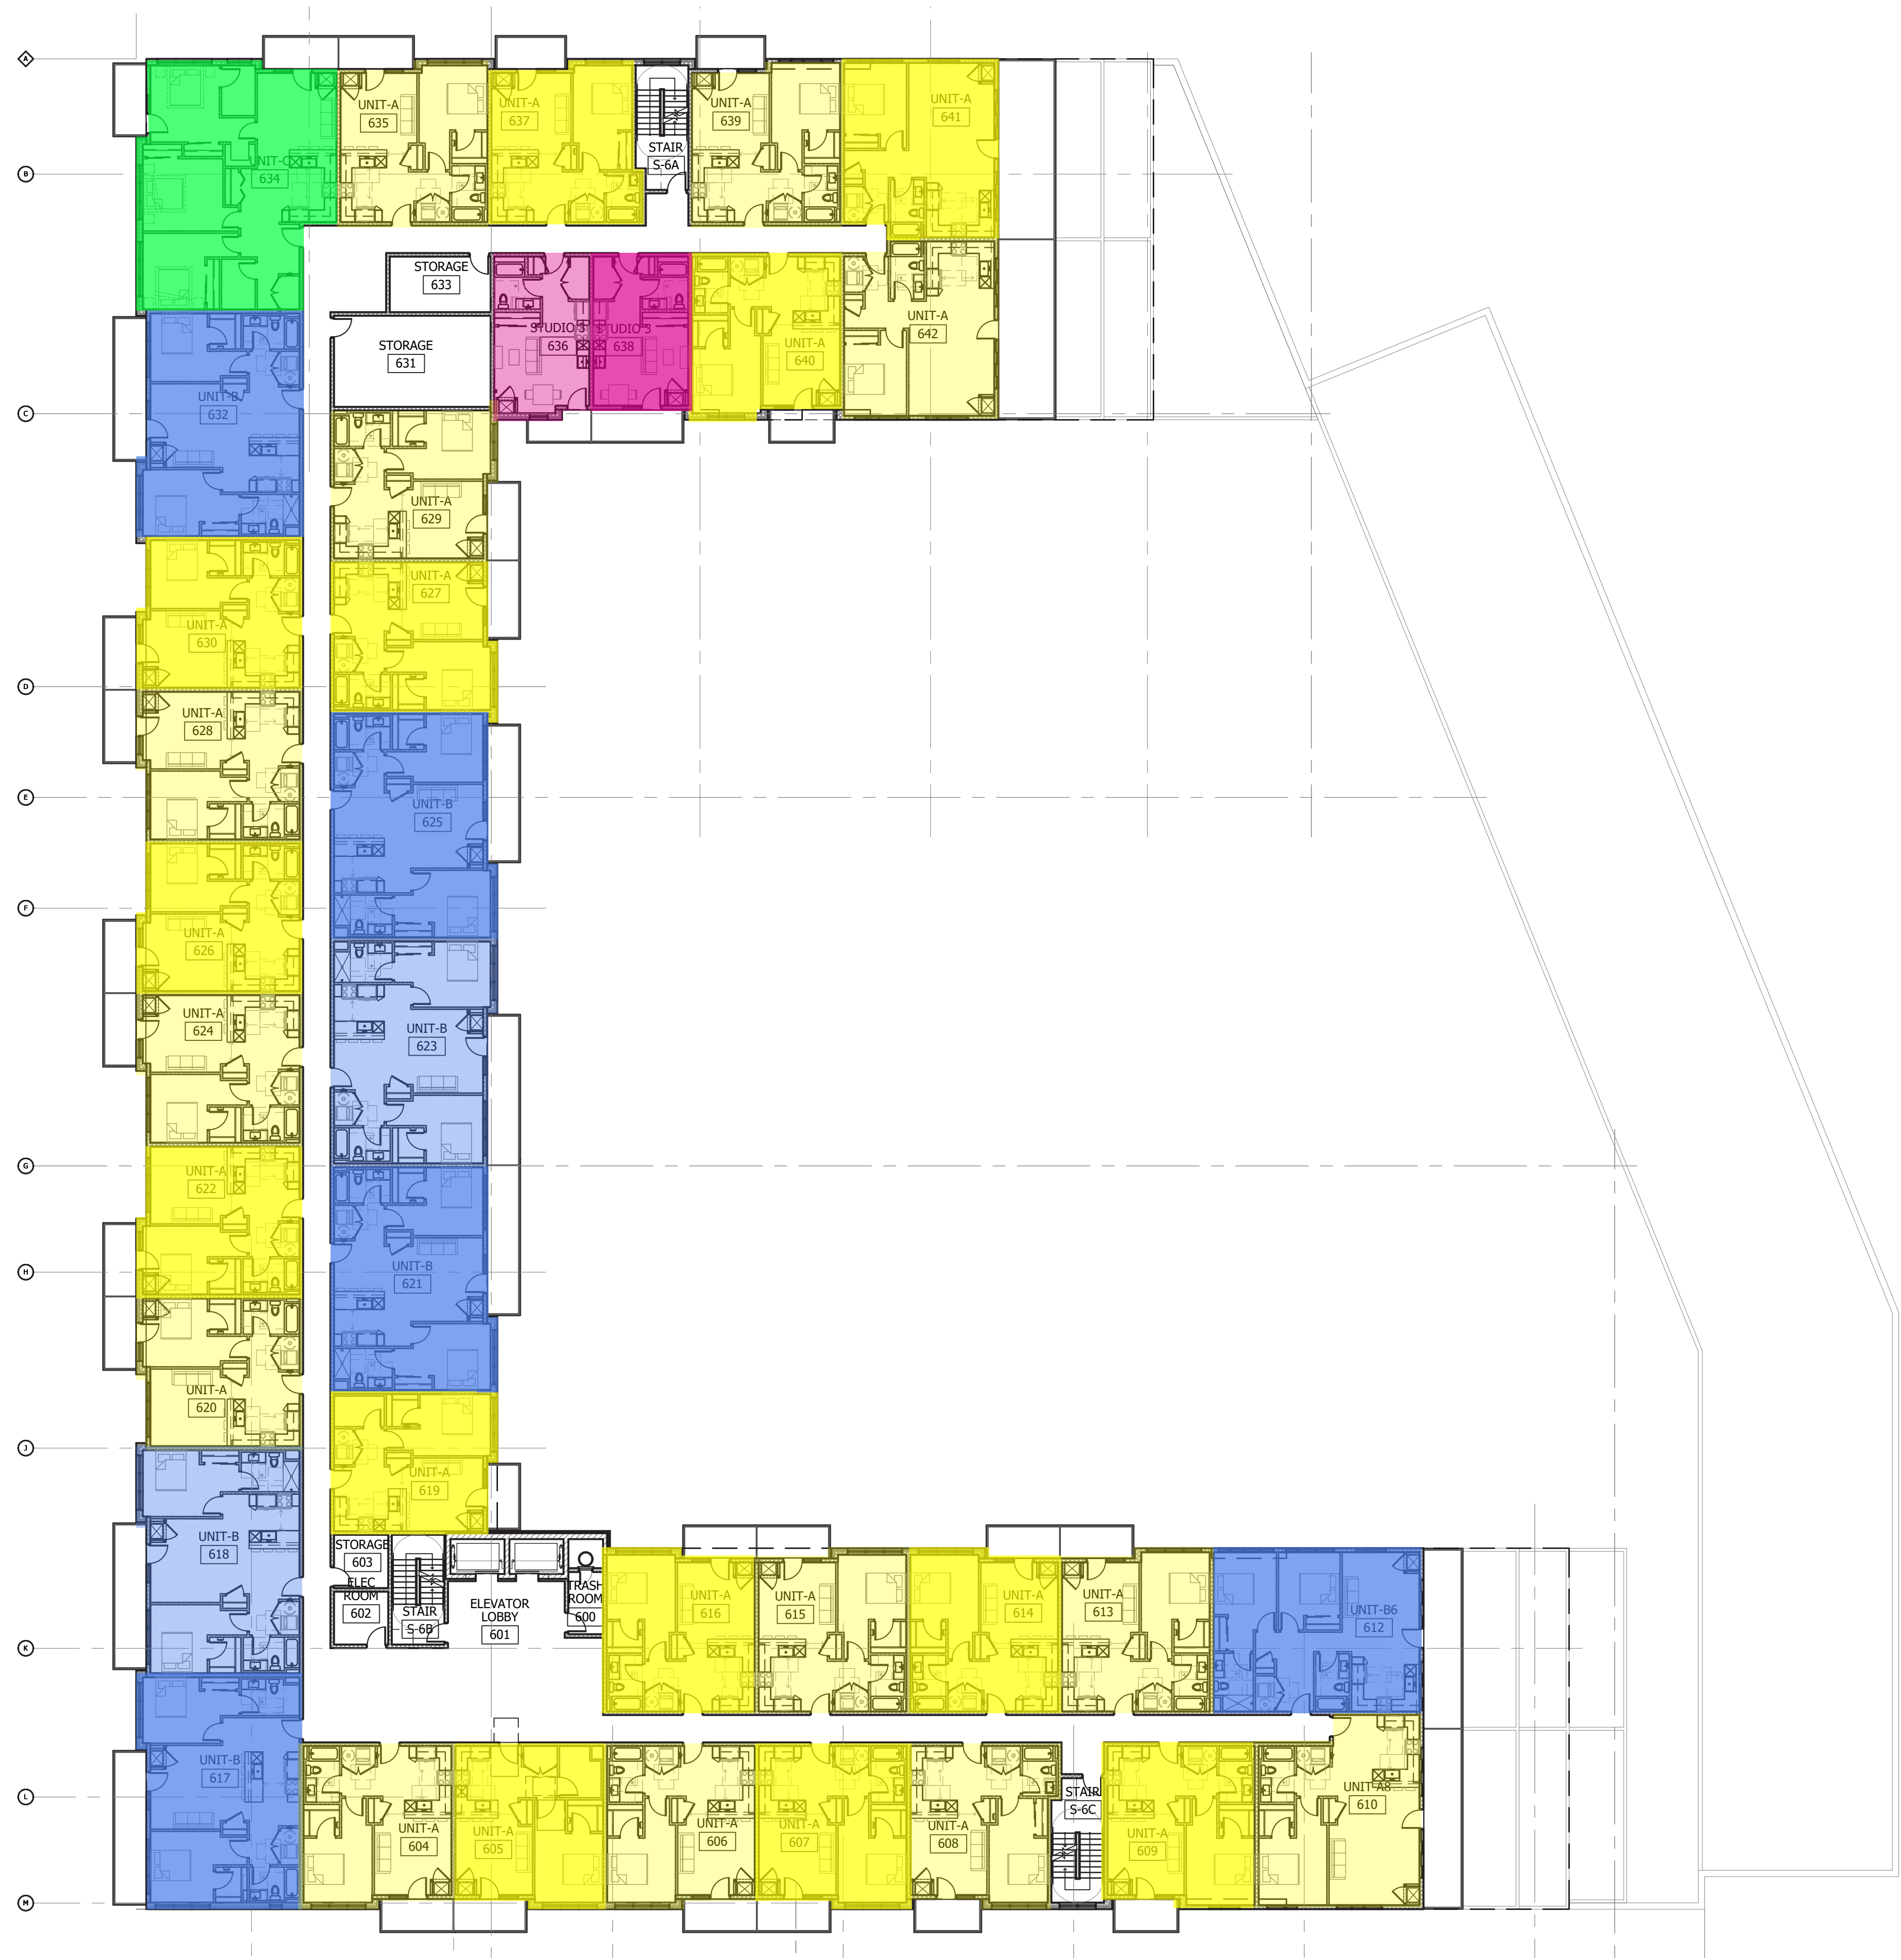 A
UNIT-A
635
UNIT-A
637
UNIT-A
639
UNIT-A
641
STAIR
S-6A
B
UNIT-C
634
STORAGE
633
STORAGE
631
STUDIO 3
636
STUDIO 3
638
UNIT-A
640
UNIT-A
642
UNIT-B
632
C
UNIT-A
629
UNIT-A
627
UNIT-A
630
D
UNIT-A
628
E
UNIT-B
625
F
UNIT-A
626
UNIT-A
624
UNIT-B
623
G
UNIT-A
622
H
UNIT-B
621
UNIT-A
620
J
UNIT-A
619
UNIT-B
618
STORAGE
603
ELEC
ROOM
602
STAIR
S-6B
ELEVATOR
LOBBY
601
TRASH
ROOM
600
UNIT-A
616
UNIT-A
615
UNIT-A
614
UNIT-A
613
UNIT-B6
612
K
UNIT-B
617
L
UNIT-A
604
UNIT-A
605
UNIT-A
606
UNIT-A
607
UNIT-A
608
STAIR
S-6C
UNIT-A
609
UNIT-A8
610
M